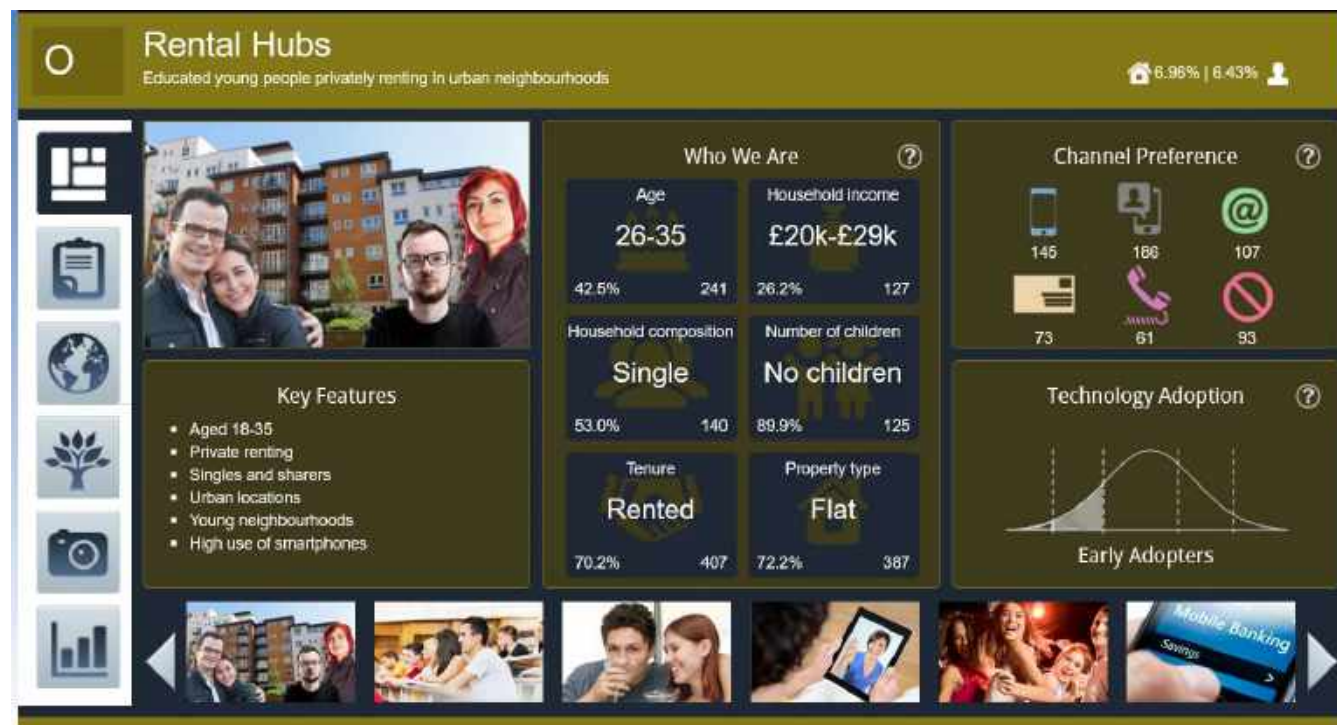 O
Rental Hubs
Educated young people privately renting in urban neighbourhoods
6.96% | 6.43%
Who We Are
?
Age
26-35
42.5% 241
Household income
£20k-£29k
26.2% 127
Household composition
Single
53.0% 140
Number of children
No children
89.9% 125
Tenure
Rented
70.2% 407
Property type
Flat
72.2% 387
Channel Preference
?
145 186 @ 107
73 61 93
Key Features
▪ Aged 18-35
▪ Private renting
▪ Singles and sharers
▪ Urban locations
▪ Young neighbourhoods
▪ High use of smartphones
Technology Adoption
?
Early Adopters
Mobile Banking
Savings
>